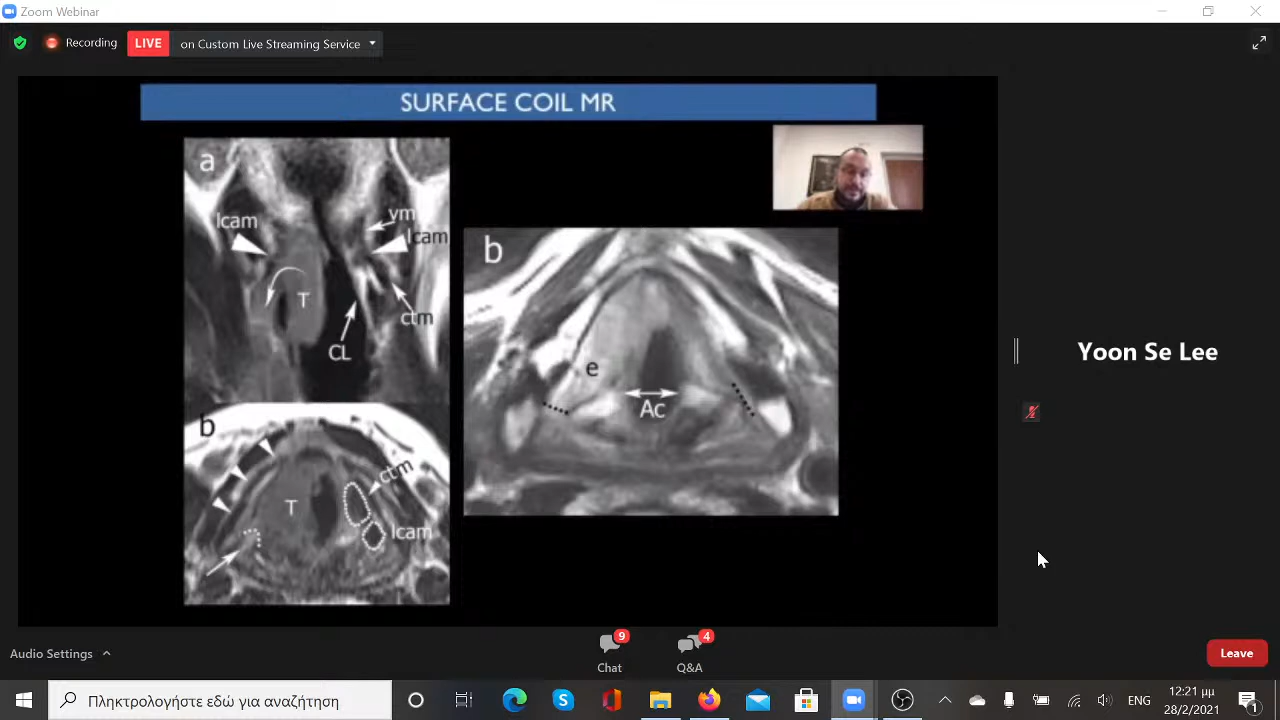 Zoom Webinar
Recording
LIVE
on Custom Live Streaming Service
SURFACE COIL MR
a
lcam
ym
lcam
T
ctm
CL
b
ctm
T
lcam
b
e
Ac
Yoon Se Lee
Audio Settings
9
Chat
4
Q&A
Leave
Πληκτρολογήστε εδώ για αναζήτηση
ENG
12:21 μμ
28/2/2021
1